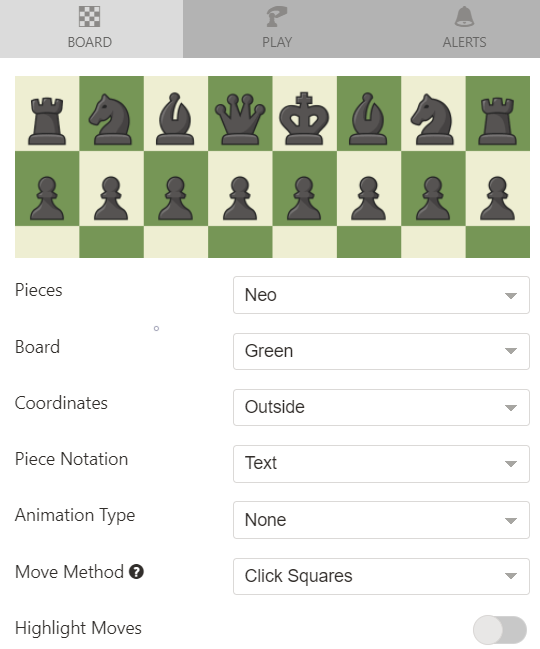 BOARD PLAY ALERTS
Pieces Neo
Board Green
Coordinates Outside
Piece Notation Text
Animation Type None
Move Method ? Click Squares
Highlight Moves